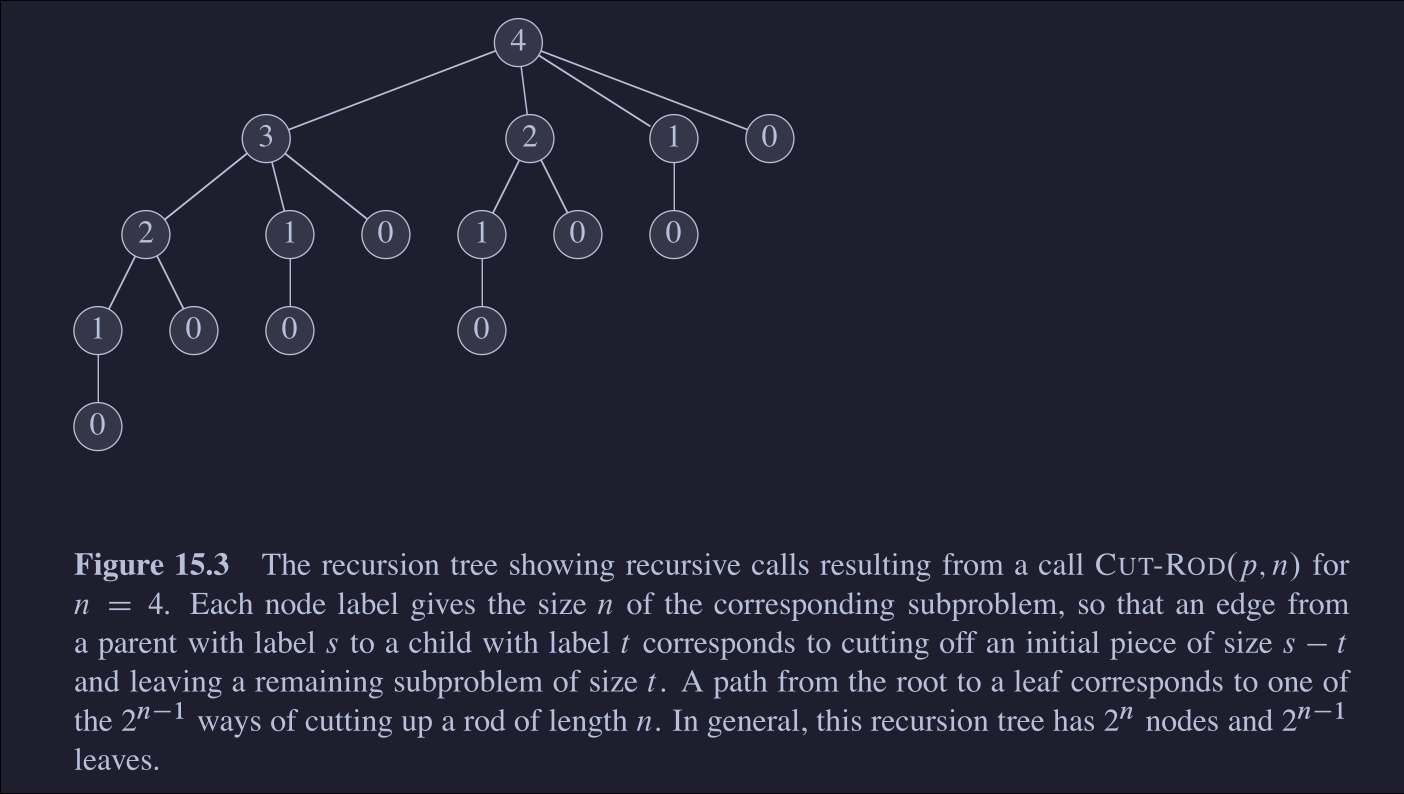 4
3 2 1 0
2 1 0 1 0 0
1 0 0 0
0
Figure 15.3 The recursion tree showing recursive calls resulting from a call CUT-ROD(p, n) for
n = 4. Each node label gives the size n of the corresponding subproblem, so that an edge from
a parent with label s to a child with label t corresponds to cutting off an initial piece of size s − t
and leaving a remaining subproblem of size t. A path from the root to a leaf corresponds to one of
the 2ⁿ⁻¹ ways of cutting up a rod of length n. In general, this recursion tree has 2ⁿ nodes and 2ⁿ⁻¹
leaves.